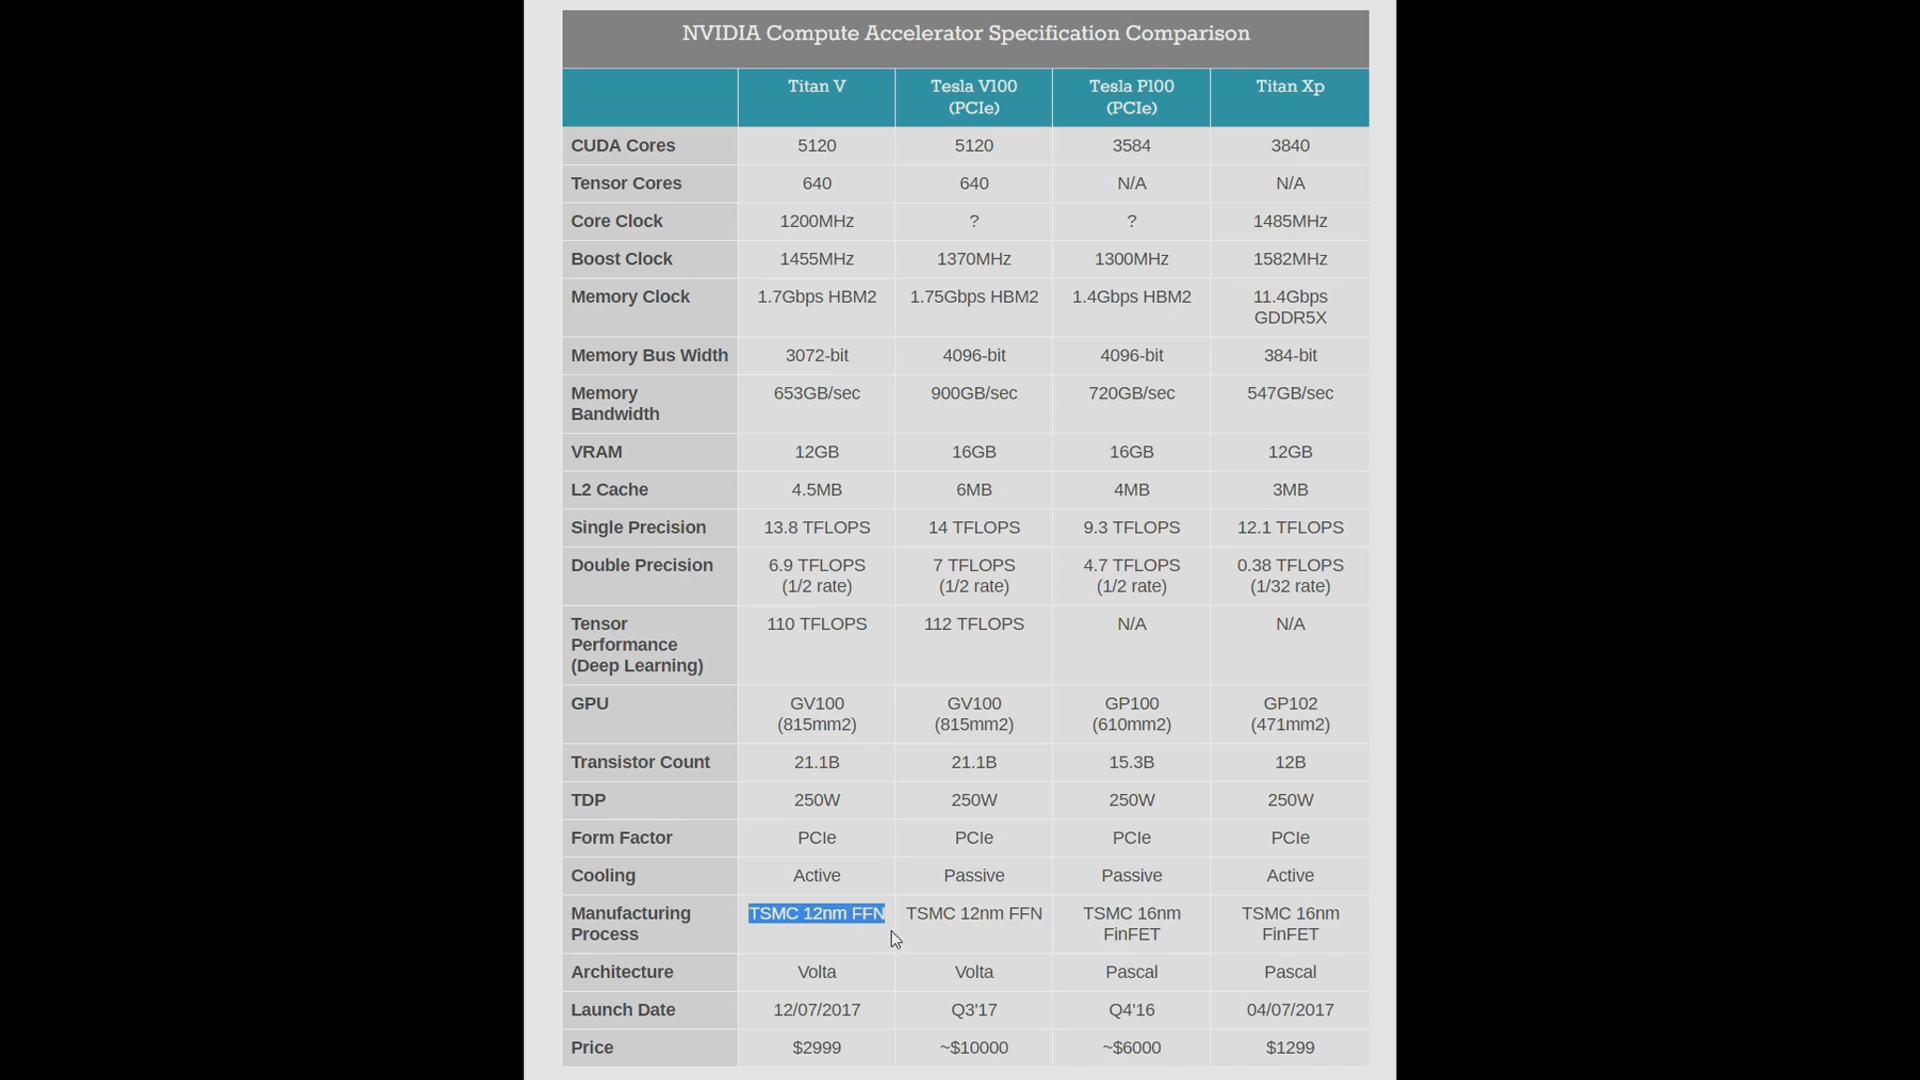 NVIDIA Compute Accelerator Specification Comparison
Titan V Tesla V100 (PCIe) Tesla P100 (PCIe) Titan Xp
CUDA Cores 5120 5120 3584 3840
Tensor Cores 640 640 N/A N/A
Core Clock 1200MHz ? ? 1485MHz
Boost Clock 1455MHz 1370MHz 1300MHz 1582MHz
Memory Clock 1.7Gbps HBM2 1.75Gbps HBM2 1.4Gbps HBM2 11.4Gbps GDDR5X
Memory Bus Width 3072-bit 4096-bit 4096-bit 384-bit
Memory Bandwidth 653GB/sec 900GB/sec 720GB/sec 547GB/sec
VRAM 12GB 16GB 16GB 12GB
L2 Cache 4.5MB 6MB 4MB 3MB
Single Precision 13.8 TFLOPS 14 TFLOPS 9.3 TFLOPS 12.1 TFLOPS
Double Precision 6.9 TFLOPS (1/2 rate) 7 TFLOPS (1/2 rate) 4.7 TFLOPS (1/2 rate) 0.38 TFLOPS (1/32 rate)
Tensor Performance (Deep Learning) 110 TFLOPS 112 TFLOPS N/A N/A
GPU GV100 (815mm2) GV100 (815mm2) GP100 (610mm2) GP102 (471mm2)
Transistor Count 21.1B 21.1B 15.3B 12B
TDP 250W 250W 250W 250W
Form Factor PCIe PCIe PCIe PCIe
Cooling Active Passive Passive Active
Manufacturing Process TSMC 12nm FFN TSMC 12nm FFN TSMC 16nm FinFET TSMC 16nm FinFET
Architecture Volta Volta Pascal Pascal
Launch Date 12/07/2017 Q3'17 Q4'16 04/07/2017
Price $2999 ~$10000 ~$6000 $1299